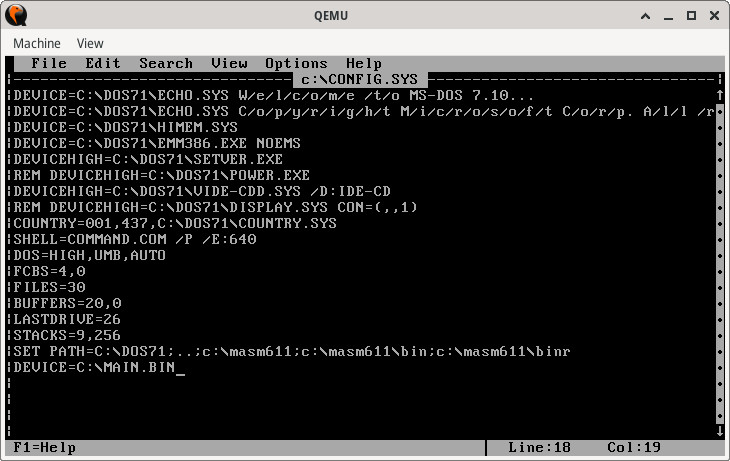 QEMU
Machine View
File Edit Search View Options Help
c:\CONFIG.SYS
DEVICE=C:\DOS71\ECHO.SYS W/e/l/c/o/m/e /t/o MS-DOS 7.10...
DEVICE=C:\DOS71\ECHO.SYS C/o/p/y/r/i/g/h/t M/i/c/r/o/s/o/f/t C/o/r/p. A/l/l /r
DEVICE=C:\DOS71\HIMEM.SYS
DEVICE=C:\DOS71\EMM386.EXE NOEMS
DEVICEHIGH=C:\DOS71\SETVER.EXE
REM DEVICEHIGH=C:\DOS71\POWER.EXE
DEVICEHIGH=C:\DOS71\VIDE-CDD.SYS /D:IDE-CD
REM DEVICEHIGH=C:\DOS71\DISPLAY.SYS CON=(,,1)
COUNTRY=001,437,C:\DOS71\COUNTRY.SYS
SHELL=COMMAND.COM /P /E:640
DOS=HIGH,UMB,AUTO
FCBS=4,0
FILES=30
BUFFERS=20,0
LASTDRIVE=26
STACKS=9,256
SET PATH=C:\DOS71;..;c:\masm611;c:\masm611\bin;c:\masm611\binr
DEVICE=C:\MAIN.BIN_
F1=Help Line:18 Col:19